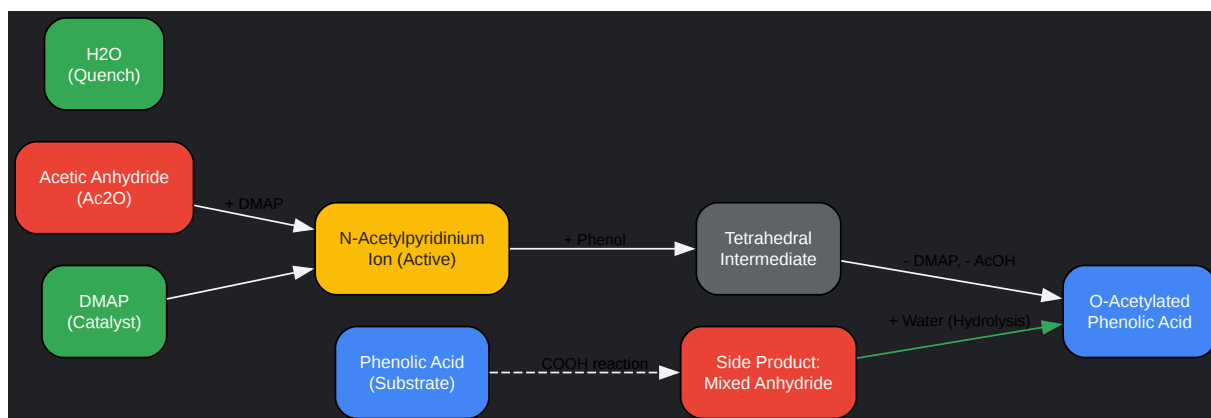 H2O
(Quench)
Acetic Anhydride
(Ac2O)
+ DMAP
DMAP
(Catalyst)
N-Acetylpyridinium
Ion (Active)
+ Phenol
Tetrahedral
Intermediate
- DMAP, - AcOH
O-Acetylated
Phenolic Acid
Phenolic Acid
(Substrate)
COOH reaction
Side Product:
Mixed Anhydride
+ Water (Hydrolysis)